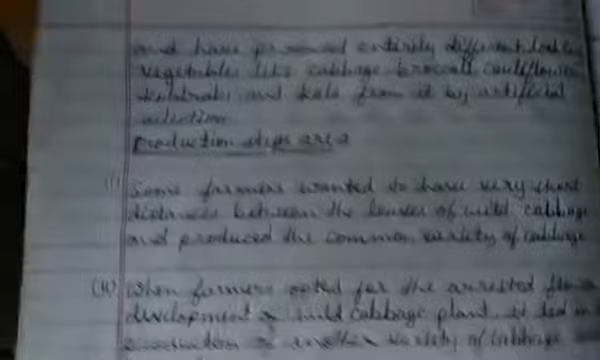 and have produced entirely different looking
vegetables like cabbage broccoli cauliflower
kohlrabi and kale from it by artificial
selection
Production steps are :
(i) Some farmers wanted to have very short
distances between the leaves of wild cabbage
and produced the common variety of cabbage
(ii) When farmers opted for the arrested flower
development of wild cabbage plant, it led
of another variety of cabbage